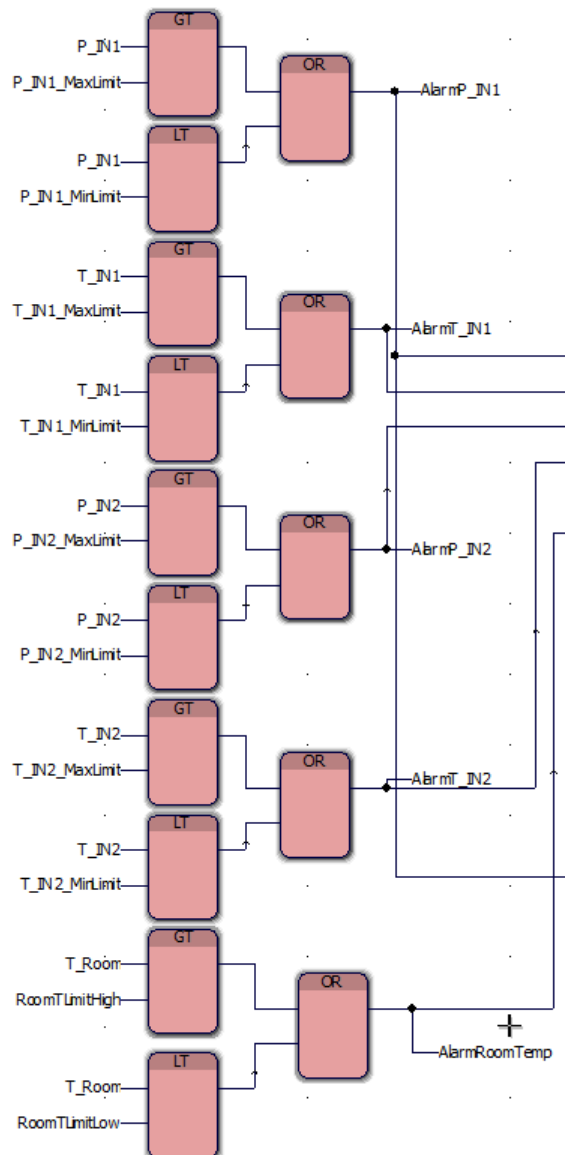 GT
P_IN1
P_IN1_MaxLimit
OR
AlarmP_IN1
LT
P_IN1
P_IN1_MinLimit
GT
T_IN1
T_IN1_MaxLimit
OR
AlarmT_IN1
LT
T_IN1
T_IN1_MinLimit
GT
P_IN2
P_IN2_MaxLimit
OR
AlarmP_IN2
LT
P_IN2
P_IN2_MinLimit
GT
T_IN2
T_IN2_MaxLimit
OR
AlarmT_IN2
LT
T_IN2
T_IN2_MinLimit
GT
T_Room
RoomTLimitHigh
OR
AlarmRoomTemp
LT
T_Room
RoomTLimitLow